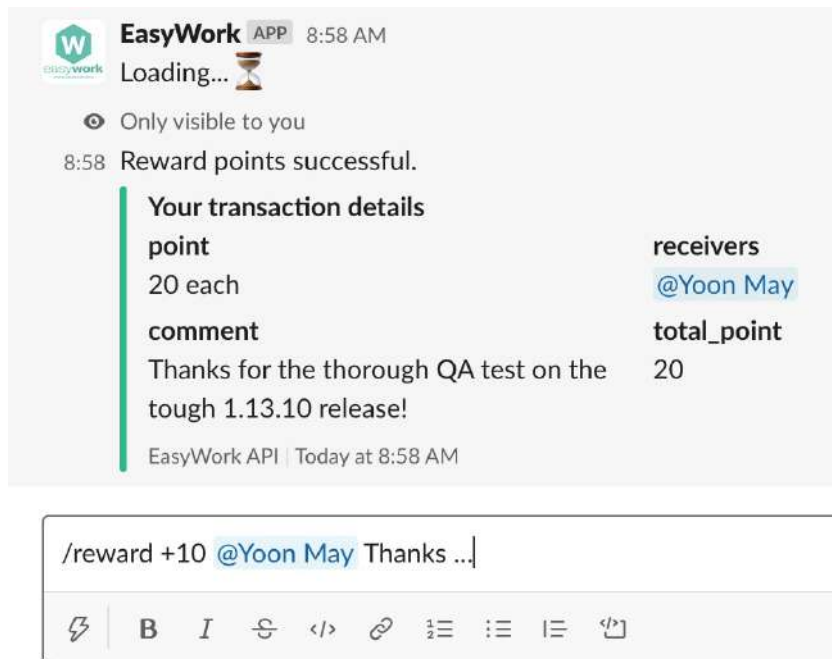 EasyWork APP 8:58 AM
W
easywork
Loading...
Only visible to you
8:58 Reward points successful.
Your transaction details
point receivers
20 each @Yoon May
comment total_point
Thanks for the thorough QA test on the 20
tough 1.13.10 release!
EasyWork API | Today at 8:58 AM
/reward +10 @Yoon May Thanks ...
B I S </>